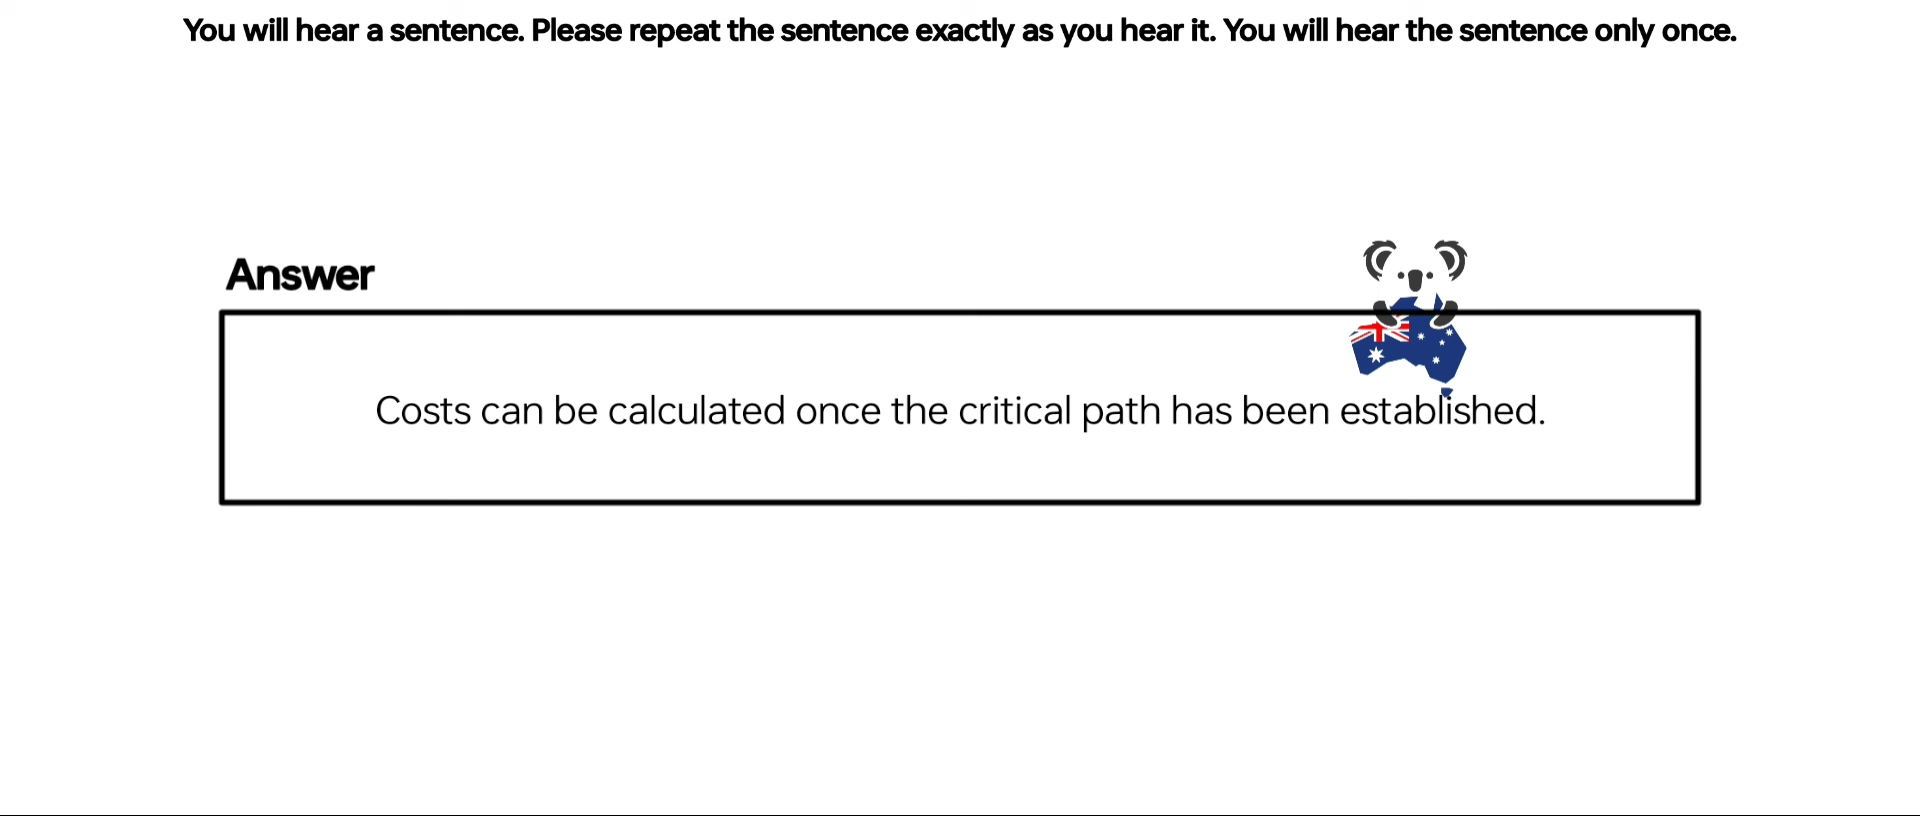 You will hear a sentence. Please repeat the sentence exactly as you hear it. You will hear the sentence only once.
Answer
Costs can be calculated once the critical path has been established.